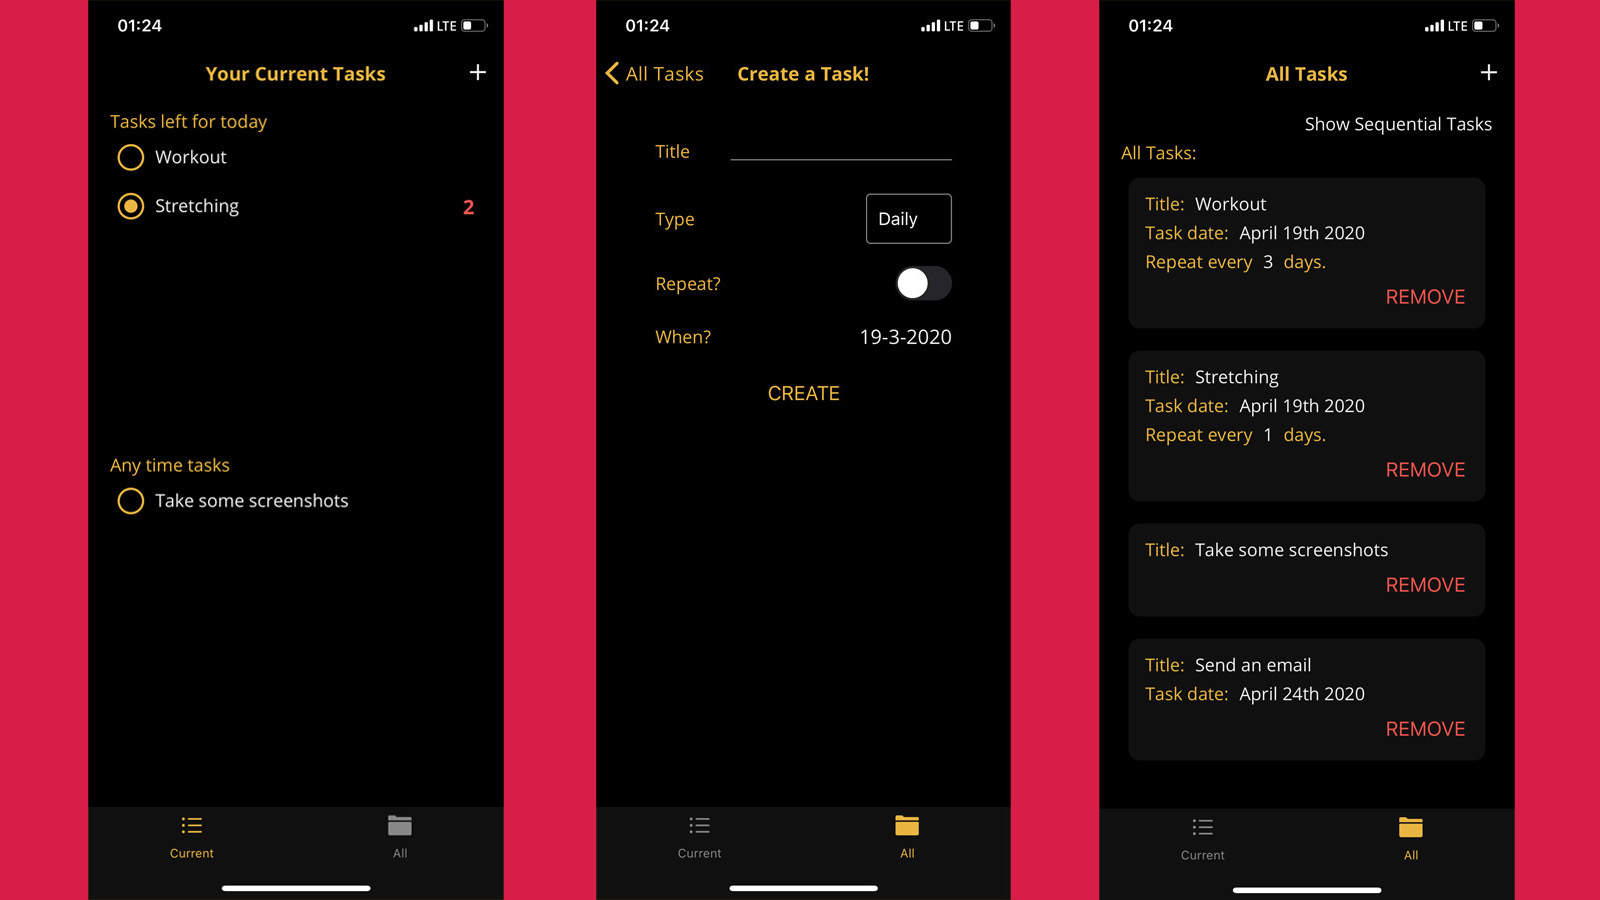 01:24
LTE
Your Current Tasks
+
Tasks left for today
Workout
Stretching 2
Any time tasks
Take some screenshots
Current All
01:24
LTE
All Tasks Create a Task!
Title
Type Daily
Repeat?
When? 19-3-2020
CREATE
Current All
01:24
LTE
All Tasks
+
Show Sequential Tasks
All Tasks:
Title: Workout
Task date: April 19th 2020
Repeat every 3 days.
REMOVE
Title: Stretching
Task date: April 19th 2020
Repeat every 1 days.
REMOVE
Title: Take some screenshots
REMOVE
Title: Send an email
Task date: April 24th 2020
REMOVE
Current All